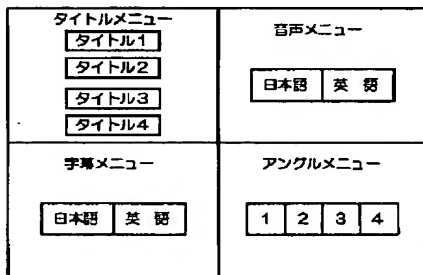 タイトルメニュー
タイトル1
タイトル2
タイトル3
タイトル4
音声メニュー
日本語 英 語
字幕メニュー
日本語 英 語
アングルメニュー
1 2 3 4